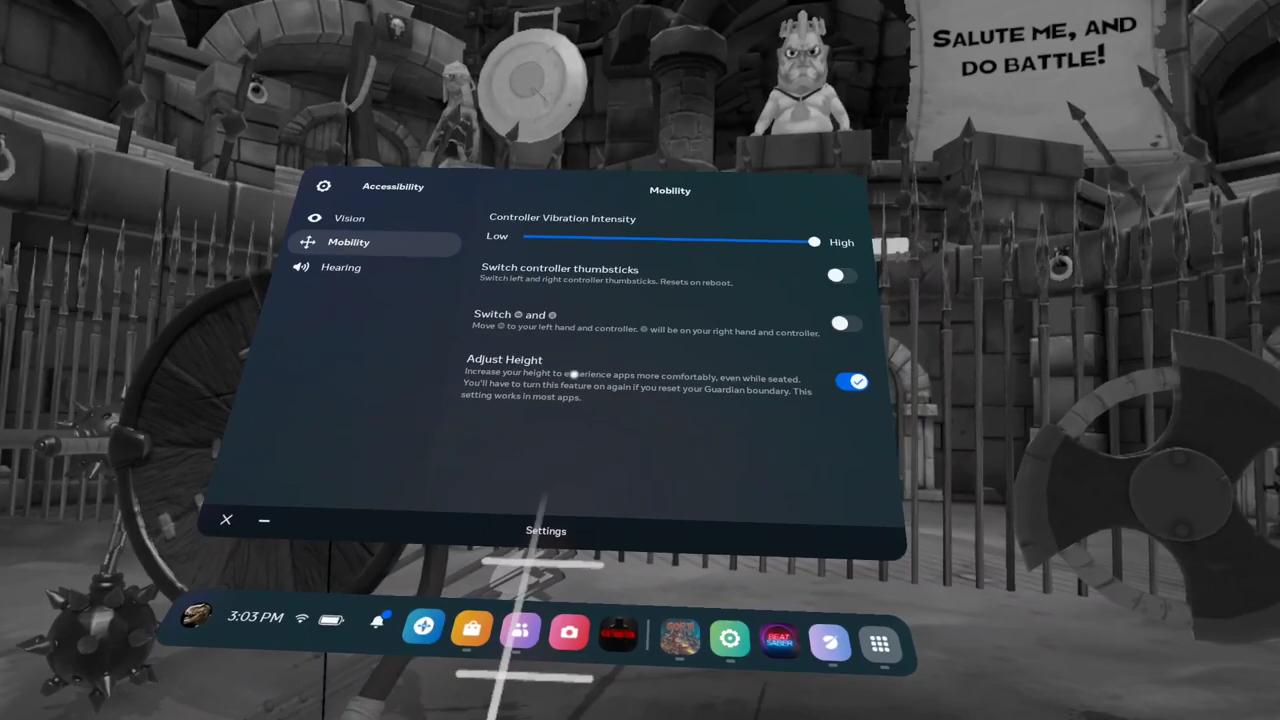 SALUTE ME, AND
DO BATTLE!
Accessibility
Mobility
Vision
Mobility
Hearing
Controller Vibration Intensity
Low
High
Switch controller thumbsticks
Switch left and right controller thumbsticks. Resets on reboot.
Switch and
Move to your left hand and controller. will be on your right hand and controller.
Adjust Height
Increase your height to experience apps more comfortably, even while seated.
You'll have to turn this feature on again if you reset your Guardian boundary. This
setting works in most apps.
Settings
3:03 PM
BEAT
SABER